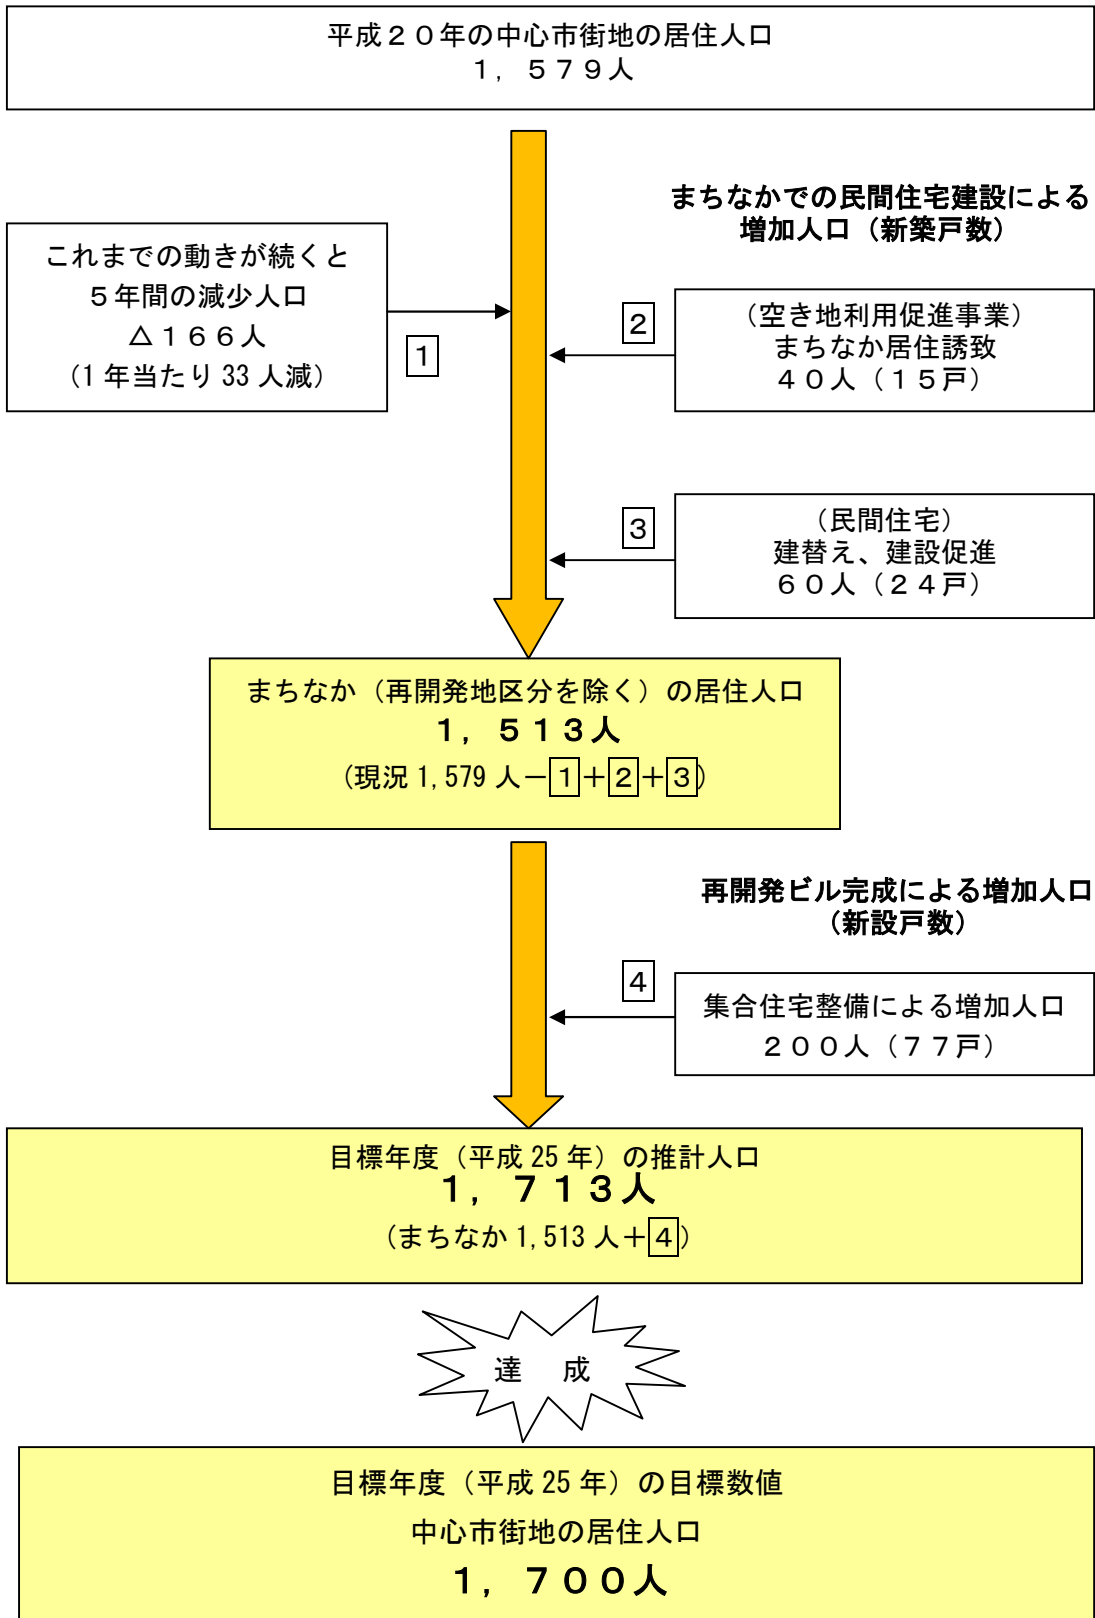 平成２０年の中心市街地の居住人口
１，５７９人
まちなかでの民間住宅建設による
増加人口（新築戸数）
これまでの動きが続くと
５年間の減少人口
△１６６人
（1 年当たり 33 人減）
1
2
（空き地利用促進事業）
まちなか居住誘致
４０人（１５戸）
3
（民間住宅）
建替え、建設促進
６０人（２４戸）
まちなか（再開発地区分を除く）の居住人口
１，５１３人
（現況 1,579 人－1＋2＋3）
再開発ビル完成による増加人口
（新設戸数）
4
集合住宅整備による増加人口
２００人（７７戸）
目標年度（平成 25 年）の推計人口
１，７１３人
（まちなか 1,513 人＋4）
達　成
目標年度（平成 25 年）の目標数値
中心市街地の居住人口
１，７００人